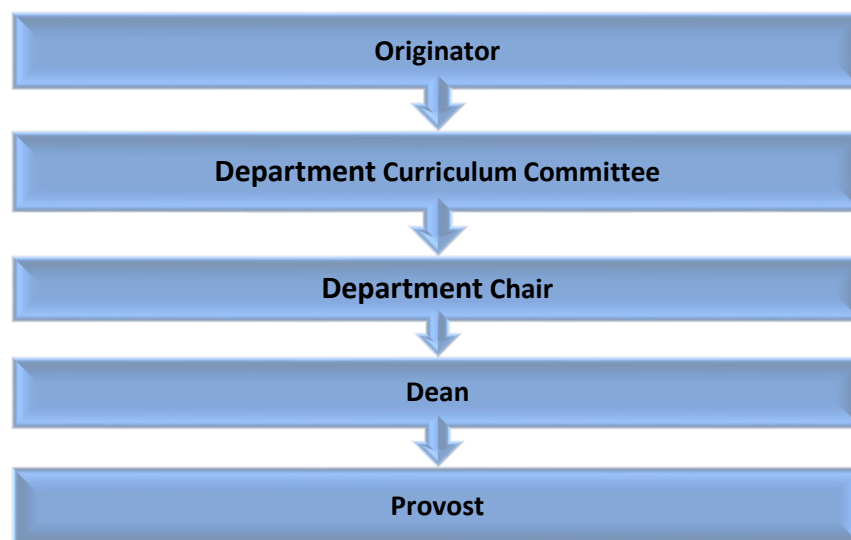 Originator
Department Curriculum Committee
Department Chair
Dean
Provost